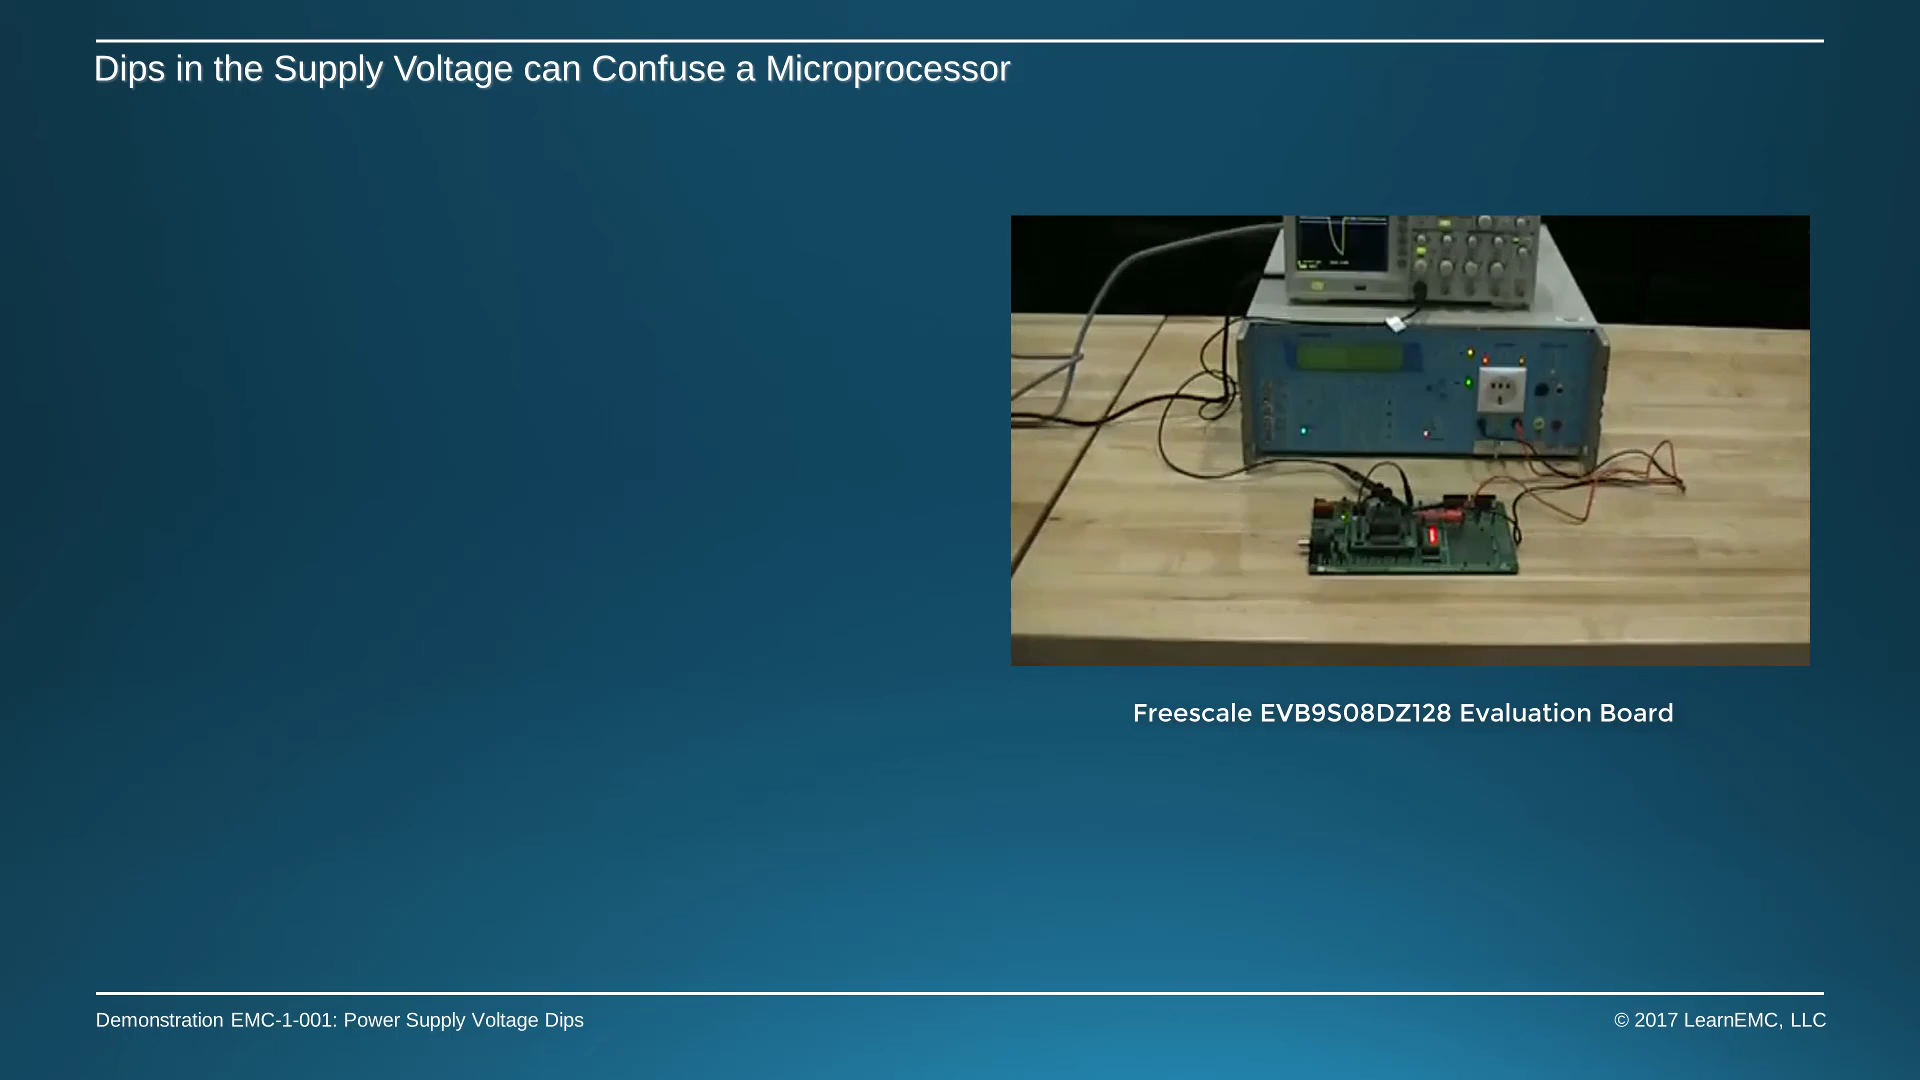 Dips in the Supply Voltage can Confuse a Microprocessor
Freescale EVB9S08DZ128 Evaluation Board
Demonstration EMC-1-001: Power Supply Voltage Dips
© 2017 LearnEMC, LLC